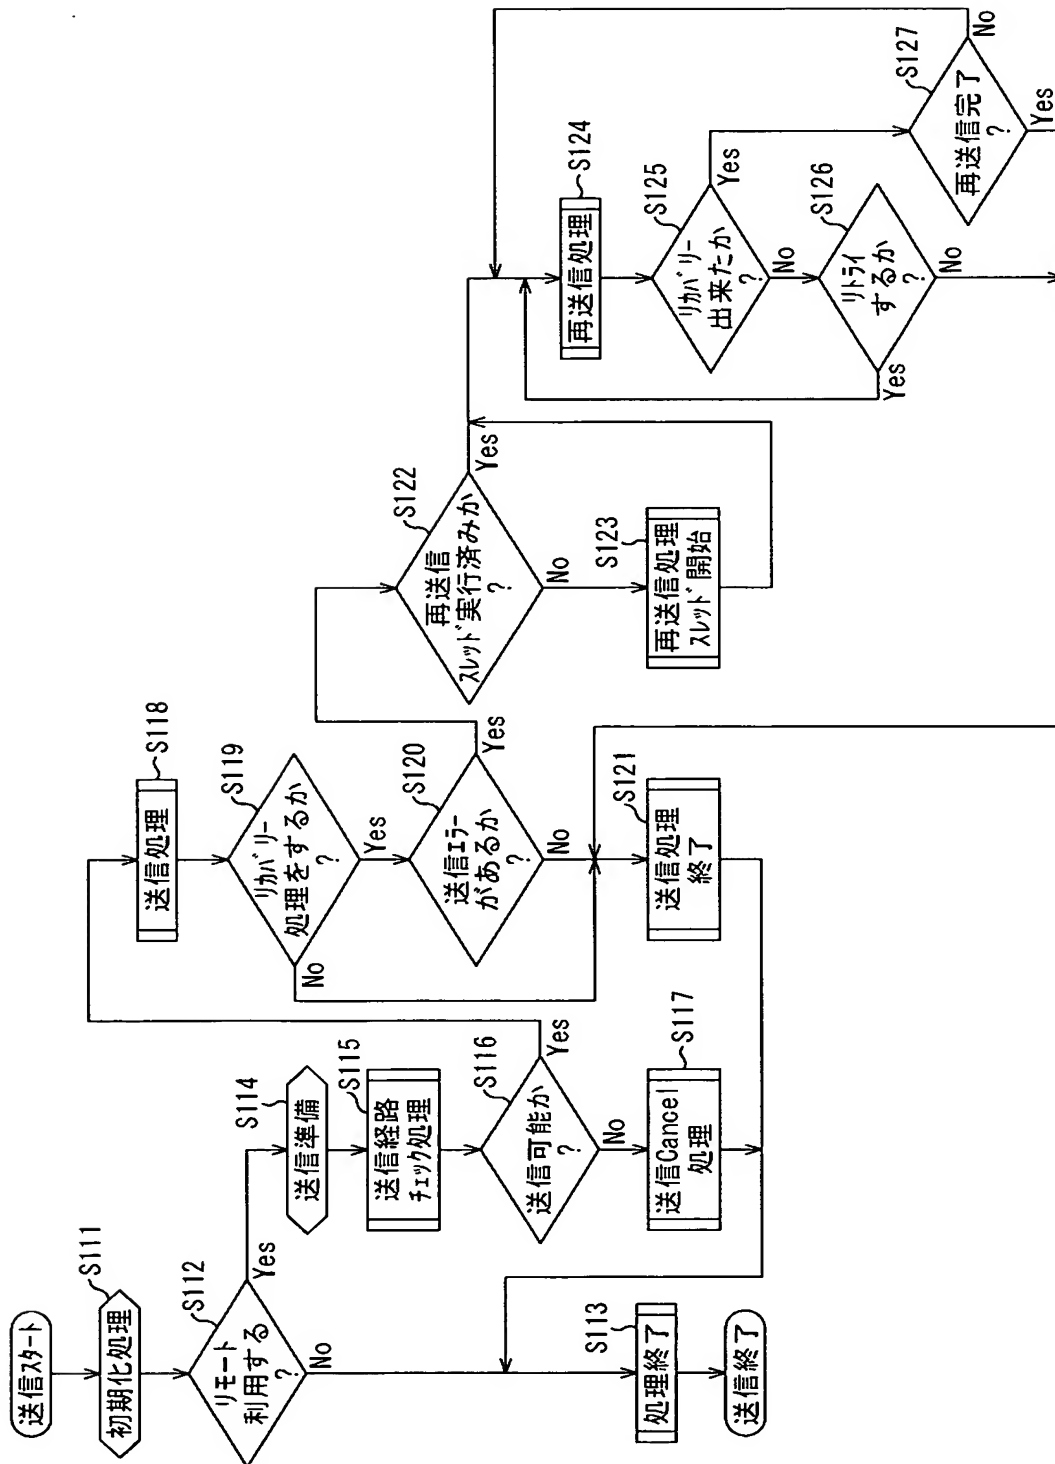 送信スタート
S111
初期化処理
S112
リモート
利用する
?
Yes
No
S113
処理終了
送信終了
S114
送信準備
S115
送信経路
チェック処理
S116
送信可能か
?
Yes
No
S117
送信Cancel
処理
S118
送信処理
S119
リカバリー
処理をするか
?
Yes
No
S120
送信エラー
があるか
?
Yes
No
S121
送信処理
終了
S122
再送信
スレッド実行済みか
?
Yes
No
S123
再送信処理
スレッド開始
S124
再送信処理
S125
リカバリー
出来たか
?
Yes
No
S126
リトライ
するか
?
Yes
No
S127
再送信完了
?
No
Yes